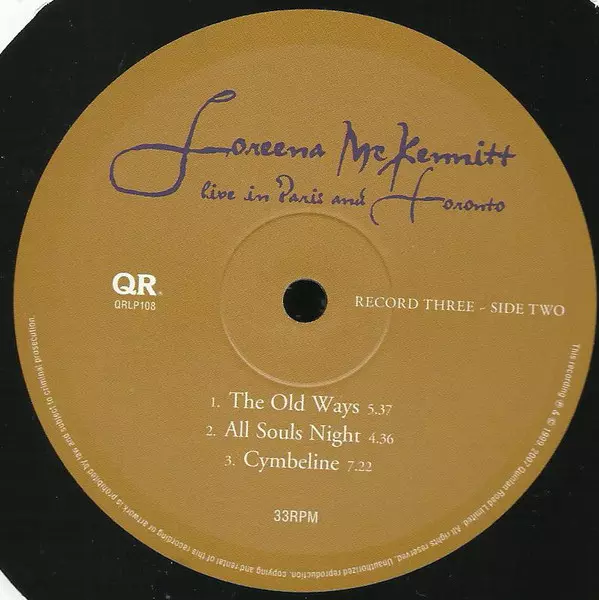 Loreena McKennitt
live in Paris and Toronto
QR®
QRLP108
RECORD THREE - SIDE TWO
1. The Old Ways 5.37
2. All Souls Night 4.36
3. Cymbeline 7.22
33RPM
This recording ℗ & © 1999, 2007 Quinlan Road Limited. All rights reserved. Unauthorized reproduction, copying and rental of this recording or artwork is prohibited by law and subject to criminal prosecution.